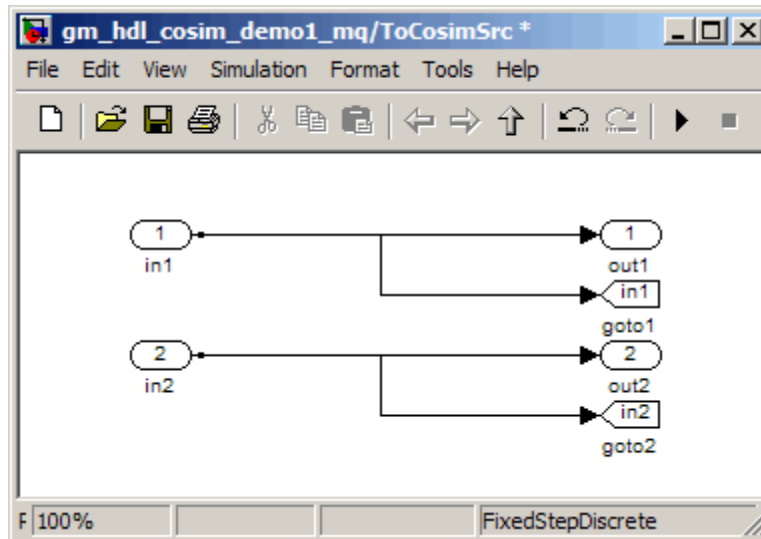 gm_hdl_cosim_demo1_mq/ToCosimSrc *
File Edit View Simulation Format Tools Help
1 1
in1 out1
in1
goto1
2 2
in2 out2
in2
goto2
F 100% FixedStepDiscrete